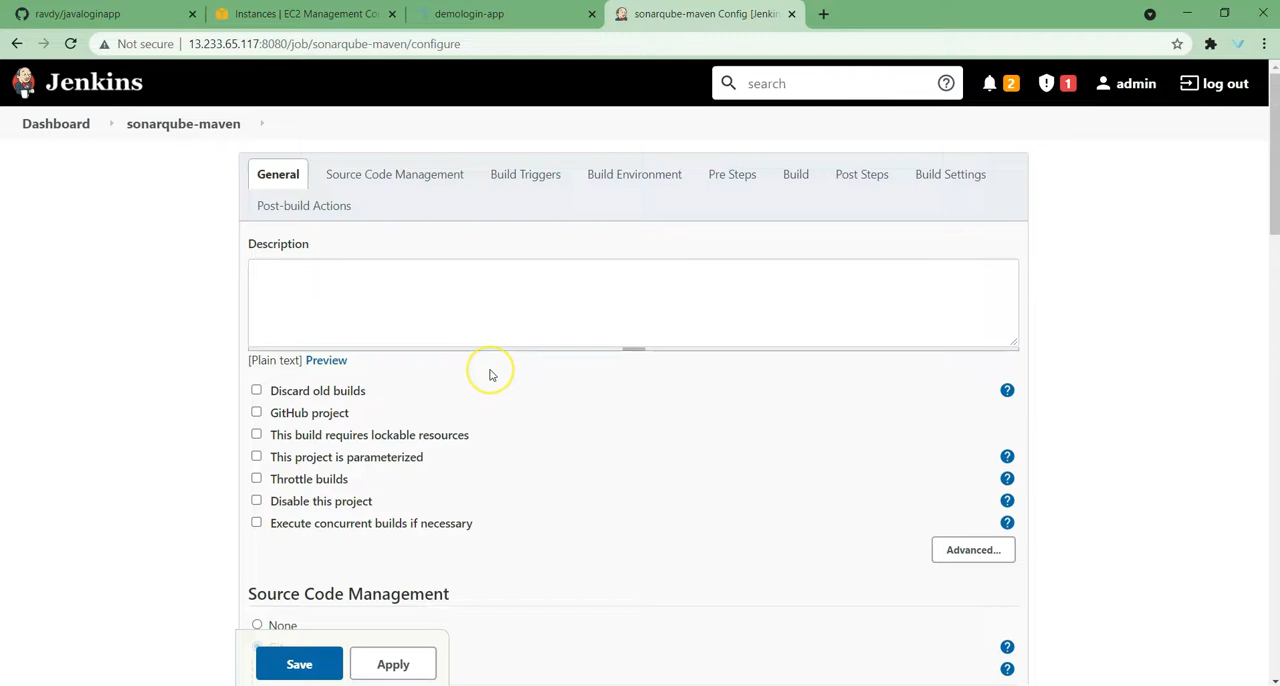 ravdy/javaloginapp
Instances | EC2 Management Co
demologin-app
sonarqube-maven Config [Jenkin
Not secure | 13.233.65.117:8080/job/sonarqube-maven/configure
Jenkins
search
2
1
admin
log out
Dashboard
sonarqube-maven
General
Source Code Management
Build Triggers
Build Environment
Pre Steps
Build
Post Steps
Build Settings
Post-build Actions
Description
[Plain text] Preview
Discard old builds
GitHub project
This build requires lockable resources
This project is parameterized
Throttle builds
Disable this project
Execute concurrent builds if necessary
Advanced...
Source Code Management
None
Save
Apply